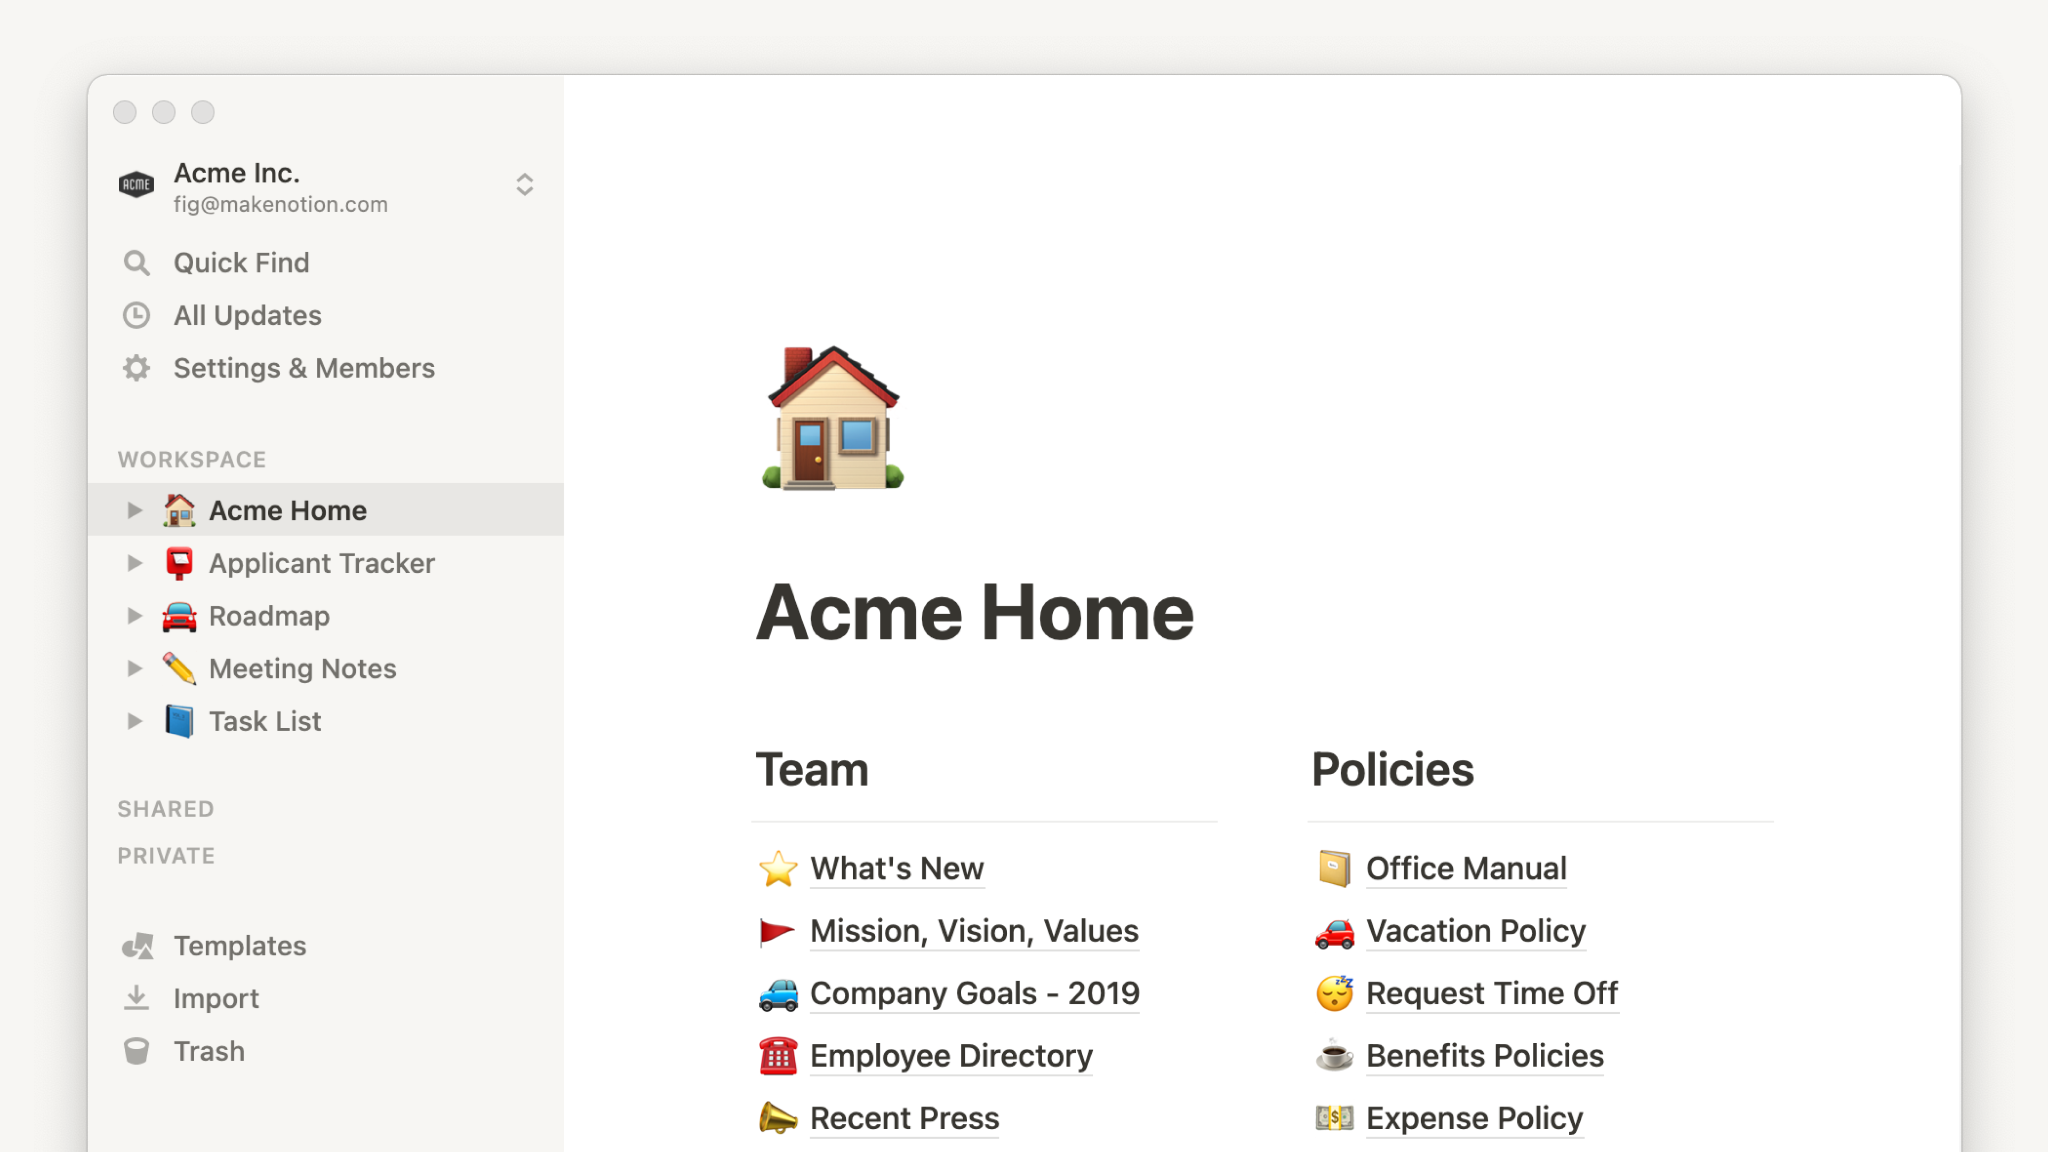 ACME
Acme Inc.
fig@makenotion.com
Quick Find
All Updates
Settings & Members
WORKSPACE
Acme Home
Applicant Tracker
Roadmap
Meeting Notes
Task List
SHARED
PRIVATE
Templates
Import
Trash
Acme Home
Team
What's New
Mission, Vision, Values
Company Goals - 2019
Employee Directory
Recent Press
Policies
Office Manual
Vacation Policy
Request Time Off
Benefits Policies
Expense Policy